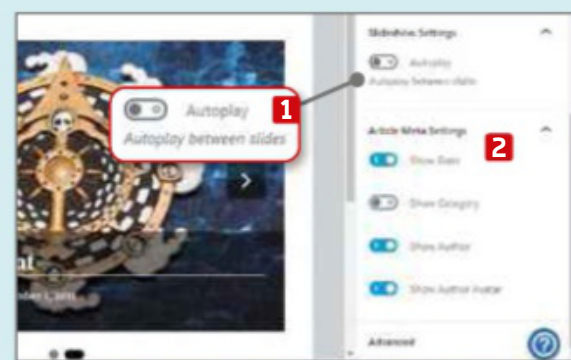 Slideshow Settings
Autoplay
Autoplay between slides
1
Autoplay
Autoplay between slides
Article Meta Settings
2
Show Date
Show Category
Show Author
Show Author Avatar
Advanced